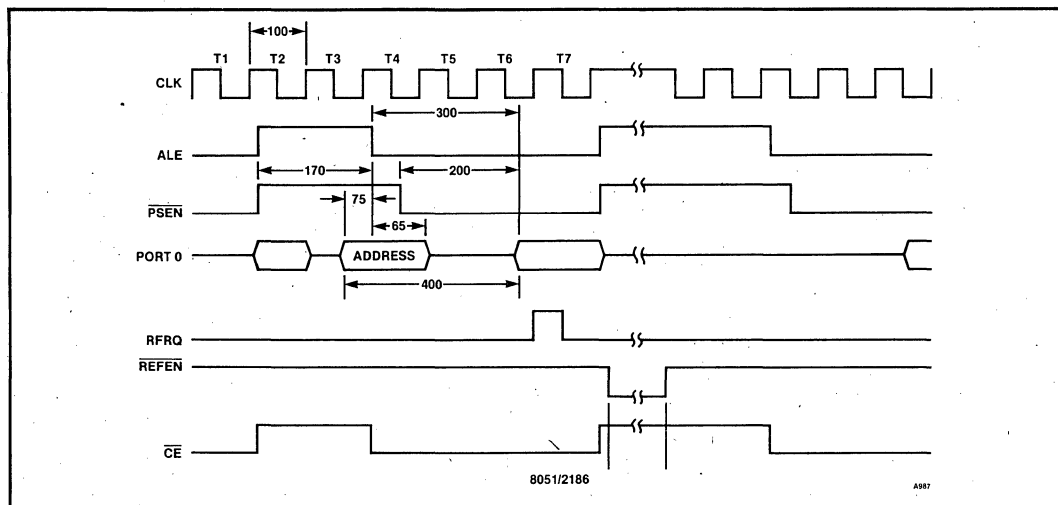 100
T1 T2 T3 T4 T5 T6 T7
CLK
300
ALE
170 200
PSEN
75
65
PORT 0 ADDRESS
400
RFRQ
REFEN
CE
8051/2186
A987